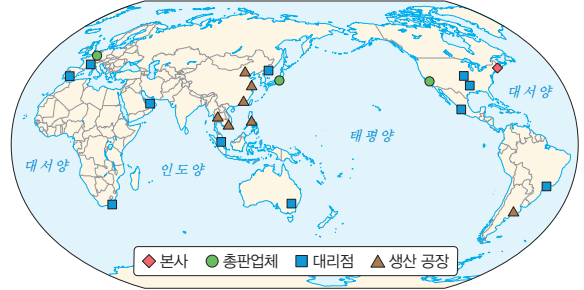 대서양
태평양
대서양
인도양
본사 총판업체 대리점 생산 공장